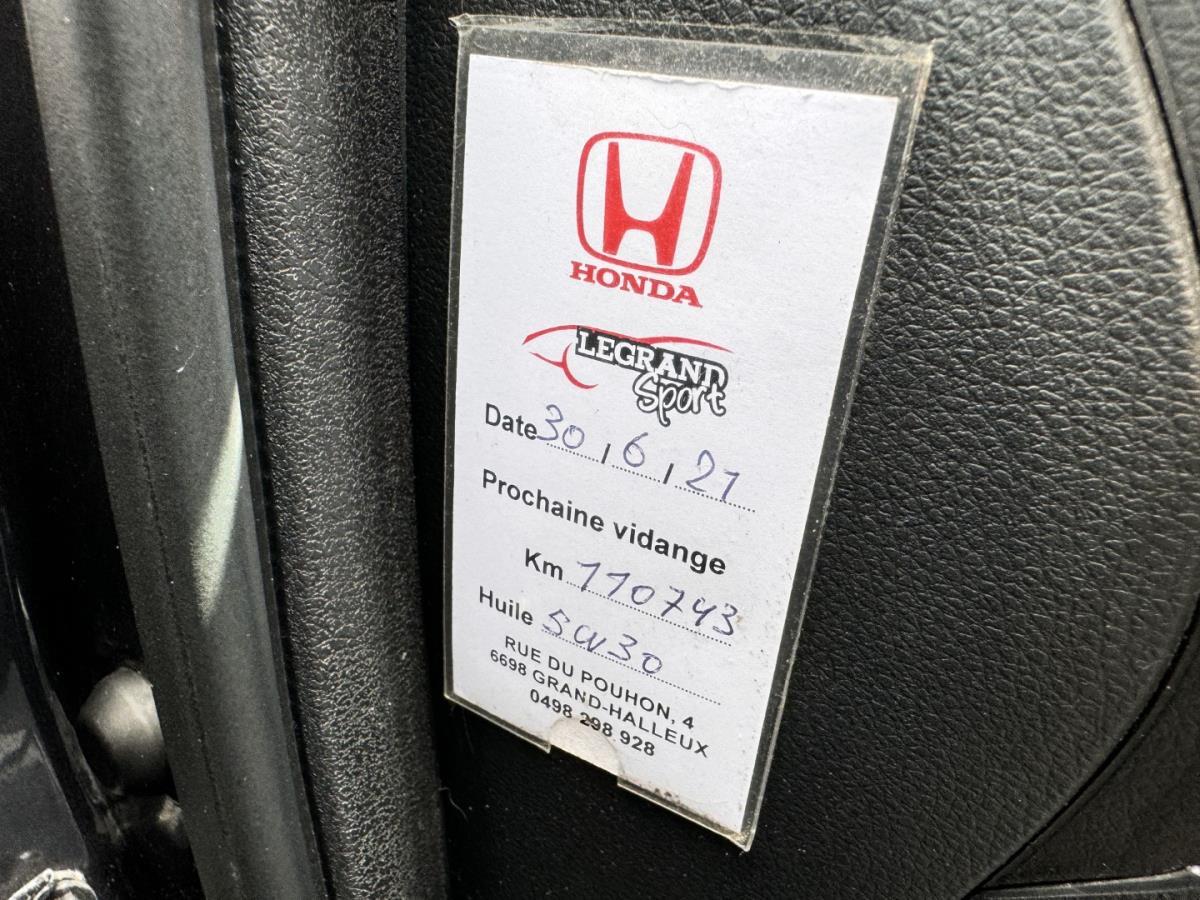 HONDA
LEGRAND
Sport
Date 30 / 6 / 21
Prochaine vidange
Km 110743
Huile 5W30
RUE DU POUHON, 4
6698 GRAND-HALLEUX
0498 298 928